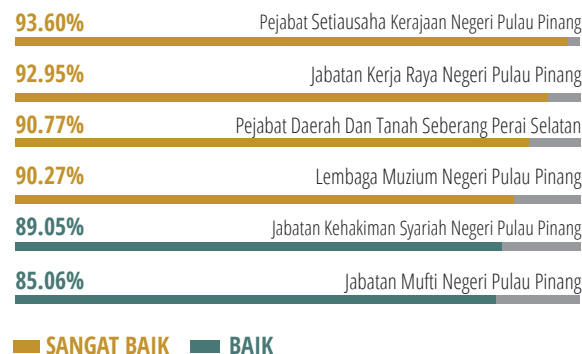 93.60% Pejabat Setiausaha Kerajaan Negeri Pulau Pinang
92.95% Jabatan Kerja Raya Negeri Pulau Pinang
90.77% Pejabat Daerah Dan Tanah Seberang Perai Selatan
90.27% Lembaga Muzium Negeri Pulau Pinang
89.05% Jabatan Kehakiman Syariah Negeri Pulau Pinang
85.06% Jabatan Mufti Negeri Pulau Pinang
SANGAT BAIK BAIK